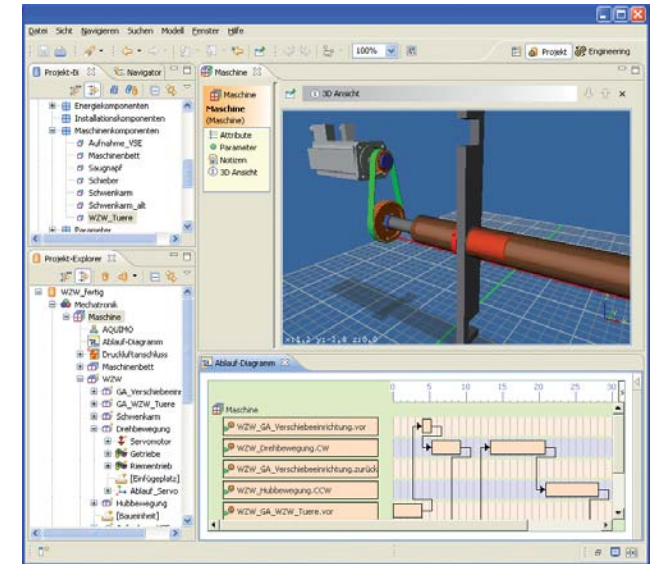 Datei Sicht Navigieren Suchen Modell Fenster Hilfe
100%
Projekt
Engineering
Projekt-Bi
Navigator
Energiekomponenten
Installationskomponenten
Maschinenkomponenten
Aufnahme_VSE
Maschinenbett
Saugnapf
Schieber
Schwenkarm
Schwenkarm_alt
WZW_Tuere
Parameter
Maschine
Maschine
Maschine
(Maschine)
Attribute
Parameter
Notizen
3D Ansicht
3D Ansicht
Projekt-Explorer
WZW_fertig
Mechatronik
Maschine
AQUIMO
Ablauf-Diagramm
Druckluftanschluss
Maschinenbett
WZW
GA_Verschiebeeinr
GA_WZW_Tuere
Schwenkarm
Drehbewegung
Servomotor
Getriebe
Riementrieb
[Einfügeplatz]
Ablauf_Servo
Hubbewegung
[Baueinheit]
Ablauf-Diagramm
0 5 10 15 20 25 30
Maschine
WZW_GA_Verschiebeeinrichtung.vor
WZW_Drehbewegung.CW
WZW_GA_Verschiebeeinrichtung.zurück
WZW_Hubbewegung.CCW
WZW_GA_WZW_Tuere.vor